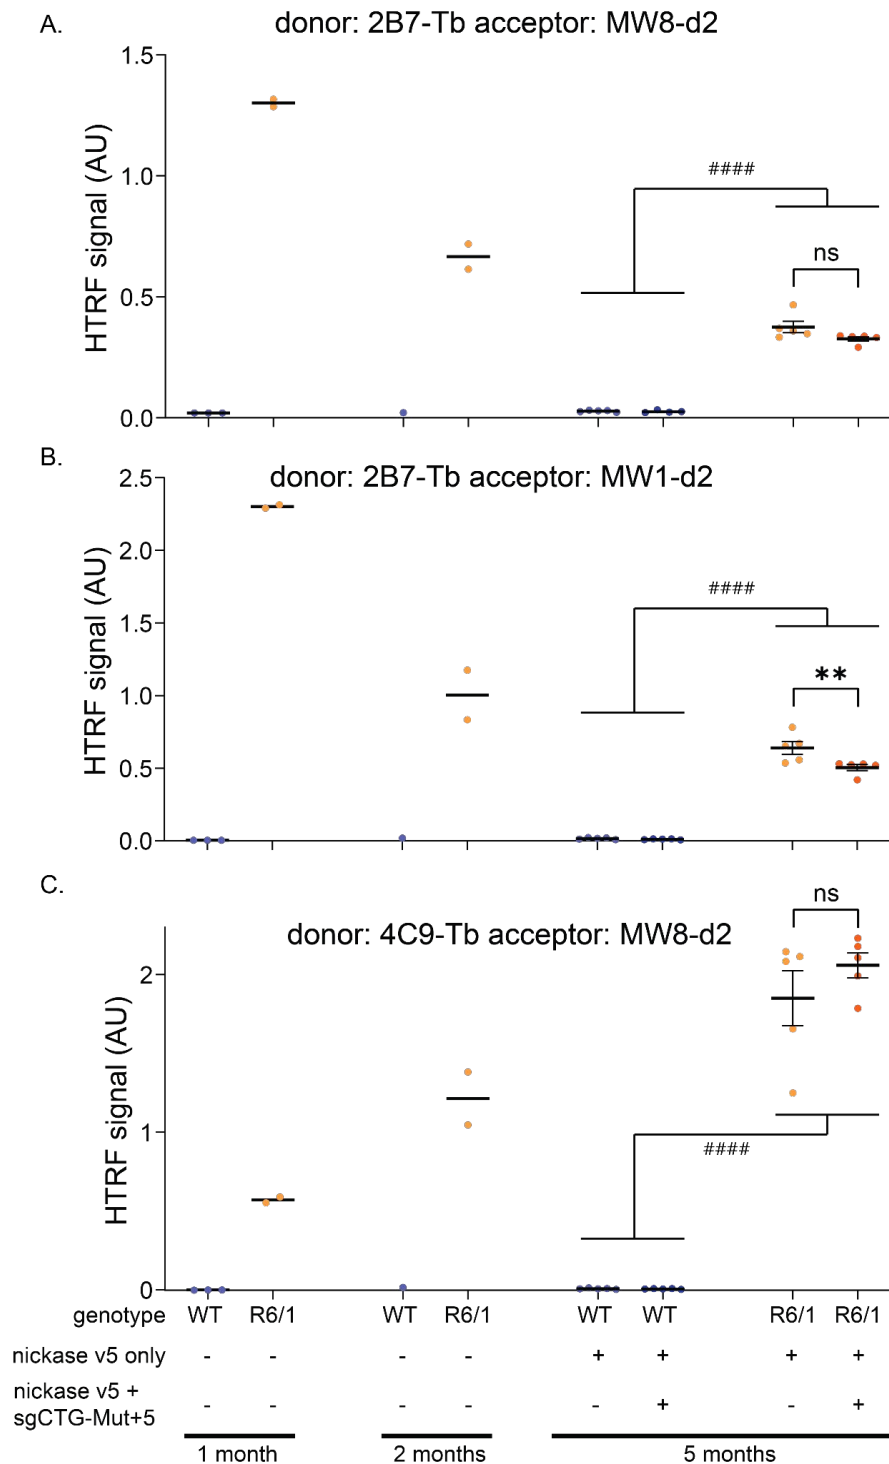 A.
donor: 2B7-Tb acceptor: MW8-d2
HTRF signal (AU)
1.5
1.0
0.5
0.0
####
ns
B.
donor: 2B7-Tb acceptor: MW1-d2
HTRF signal (AU)
2.5
2.0
1.5
1.0
0.5
0.0
####
**
C.
donor: 4C9-Tb acceptor: MW8-d2
HTRF signal (AU)
2
1
0
ns
####
genotype WT R6/1 WT R6/1 WT WT R6/1 R6/1
nickase v5 only - - - - + + + +
nickase v5 +
sgCTG-Mut+5 - - - - - + - +
1 month 2 months 5 months